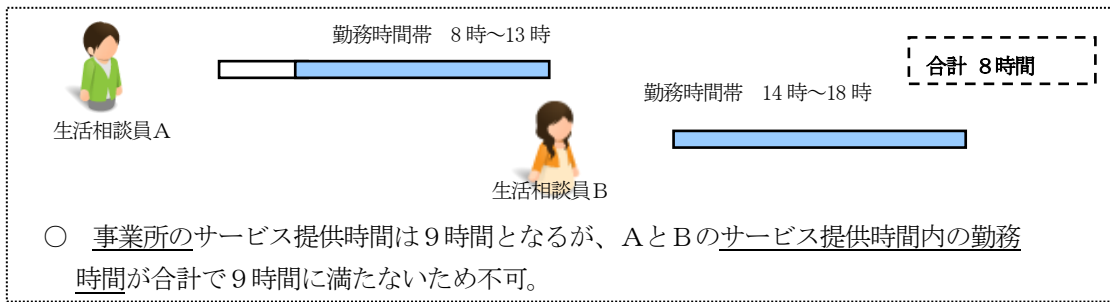 勤務時間帯　8時～13時
合計 8時間
勤務時間帯　14時～18時
生活相談員A
生活相談員B
○　事業所のサービス提供時間は９時間となるが、ＡとＢのサービス提供時間内の勤務
時間が合計で９時間に満たないため不可。